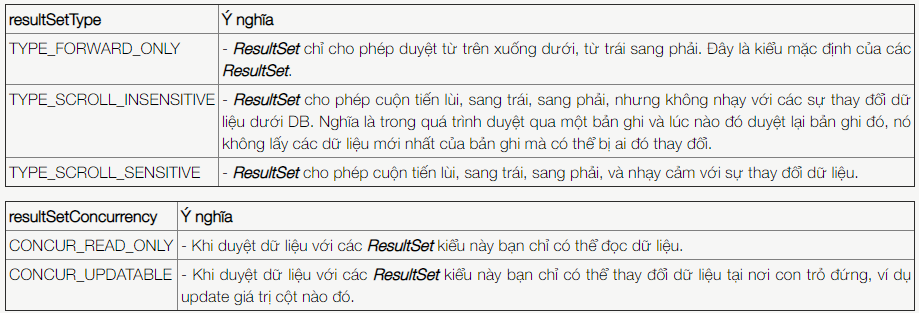 resultSetType Ý nghĩa
TYPE_FORWARD_ONLY - ResultSet chỉ cho phép duyệt từ trên xuống dưới, từ trái sang phải. Đây là kiểu mặc định của các
ResultSet.
TYPE_SCROLL_INSENSITIVE - ResultSet cho phép cuộn tiến lùi, sang trái, sang phải, nhưng không nhạy với các sự thay đổi dữ
liệu dưới DB. Nghĩa là trong quá trình duyệt qua một bản ghi và lúc nào đó duyệt lại bản ghi đó, nó
không lấy các dữ liệu mới nhất của bản ghi mà có thể bị ai đó thay đổi.
TYPE_SCROLL_SENSITIVE - ResultSet cho phép cuộn tiến lùi, sang trái, sang phải, và nhạy cảm với sự thay đổi dữ liệu.
resultSetConcurrency Ý nghĩa
CONCUR_READ_ONLY - Khi duyệt dữ liệu với các ResultSet kiểu này bạn chỉ có thể đọc dữ liệu.
CONCUR_UPDATABLE - Khi duyệt dữ liệu với các ResultSet kiểu này bạn chỉ có thể thay đổi dữ liệu tại nơi con trỏ đứng, ví dụ
update giá trị cột nào đó.